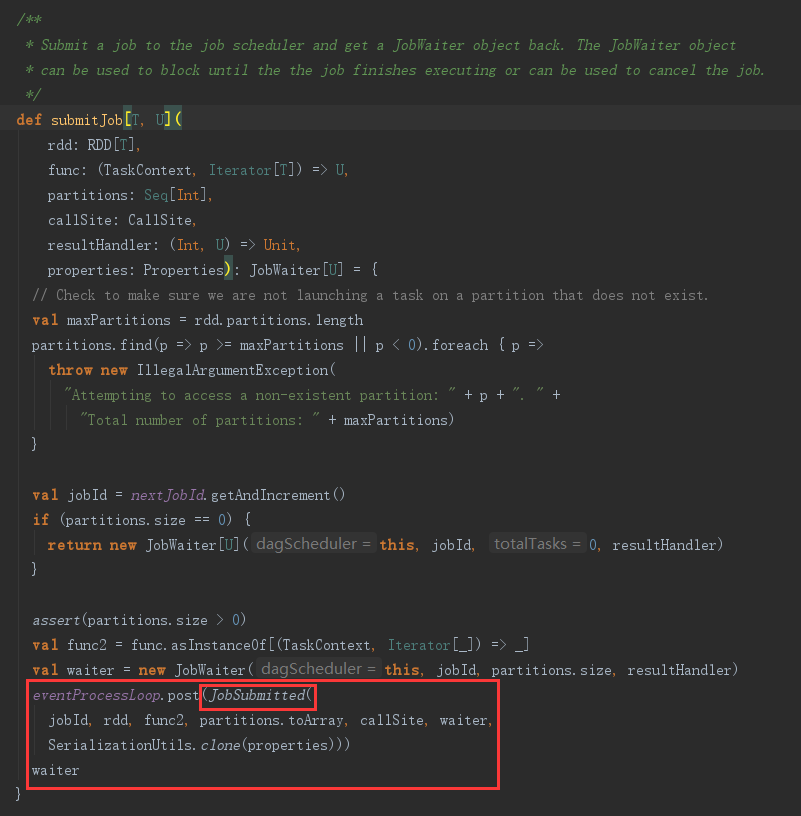 /**
* Submit a job to the job scheduler and get a JobWaiter object back. The JobWaiter object
* can be used to block until the the job finishes executing or can be used to cancel the job.
*/
def submitJob[T, U](
rdd: RDD[T],
func: (TaskContext, Iterator[T]) => U,
partitions: Seq[Int],
callSite: CallSite,
resultHandler: (Int, U) => Unit,
properties: Properties): JobWaiter[U] = {
// Check to make sure we are not launching a task on a partition that does not exist.
val maxPartitions = rdd.partitions.length
partitions.find(p => p >= maxPartitions || p < 0).foreach { p =>
throw new IllegalArgumentException(
"Attempting to access a non-existent partition: " + p + ". " +
"Total number of partitions: " + maxPartitions)
}
val jobId = nextJobId.getAndIncrement()
if (partitions.size == 0) {
return new JobWaiter[U](dagScheduler = this, jobId, totalTasks = 0, resultHandler)
}
assert(partitions.size > 0)
val func2 = func.asInstanceOf[(TaskContext, Iterator[_]) => _]
val waiter = new JobWaiter(dagScheduler = this, jobId, partitions.size, resultHandler)
eventProcessLoop.post(JobSubmitted(
jobId, rdd, func2, partitions.toArray, callSite, waiter,
SerializationUtils.clone(properties)))
waiter
}